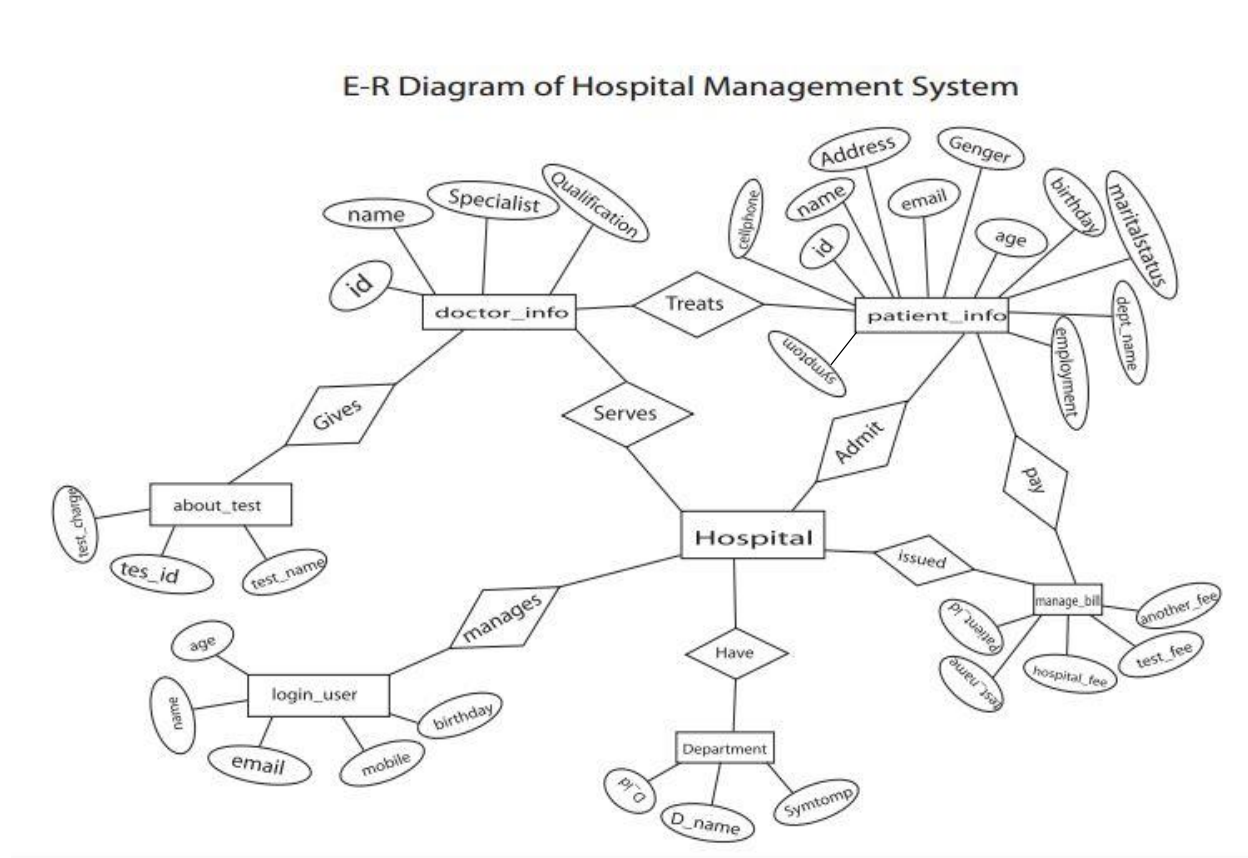 E-R Diagram of Hospital Management System
Address
Genger
name
Specialist
Qualification
cellphone
name
email
birthday
maritalstatus
id
age
id
doctor_info
Treats
patient_info
dept_name
symptom
employment
Gives
Serves
Admit
pay
test_charge
about_test
tes_id
test_name
Hospital
issued
manage_bill
another_fee
Patient_id
test_fee
test_name
hospital_fee
manages
Have
age
login_user
name
birthday
email
mobile
Department
D_id
D_name
Symtomp